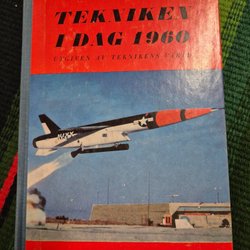 TEKNIKEN
I DAG 1960
UTGIVEN AV TEKNIKENS VÄRLD